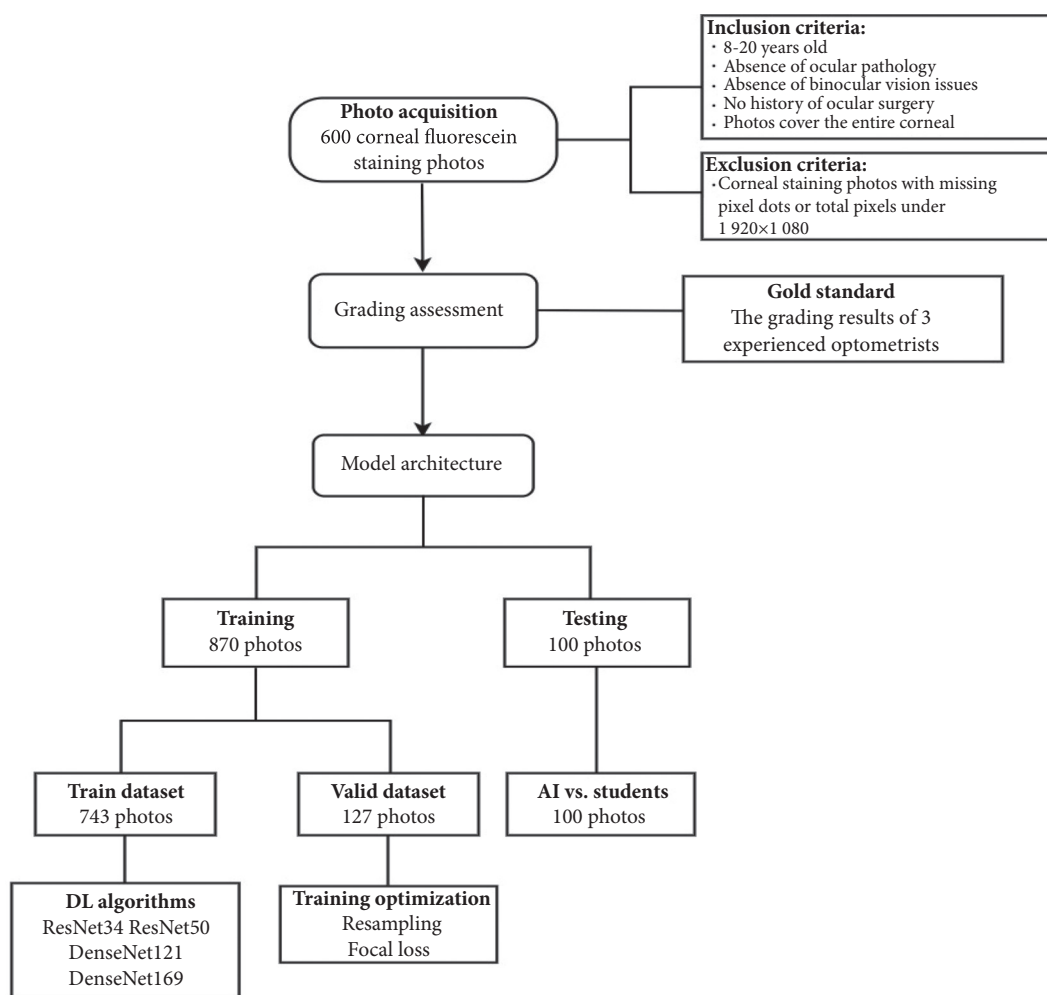 Inclusion criteria:
· 8-20 years old
· Absence of ocular pathology
· Absence of binocular vision issues
· No history of ocular surgery
· Photos cover the entire corneal
Photo acquisition
600 corneal fluorescein
staining photos
Exclusion criteria:
· Corneal staining photos with missing
pixel dots or total pixels under
1 920×1 080
Grading assessment
Gold standard
The grading results of 3
experienced optometrists
Model architecture
Training
870 photos
Testing
100 photos
Train dataset
743 photos
Valid dataset
127 photos
AI vs. students
100 photos
DL algorithms
ResNet34 ResNet50
DenseNet121
DenseNet169
Training optimization
Resampling
Focal loss